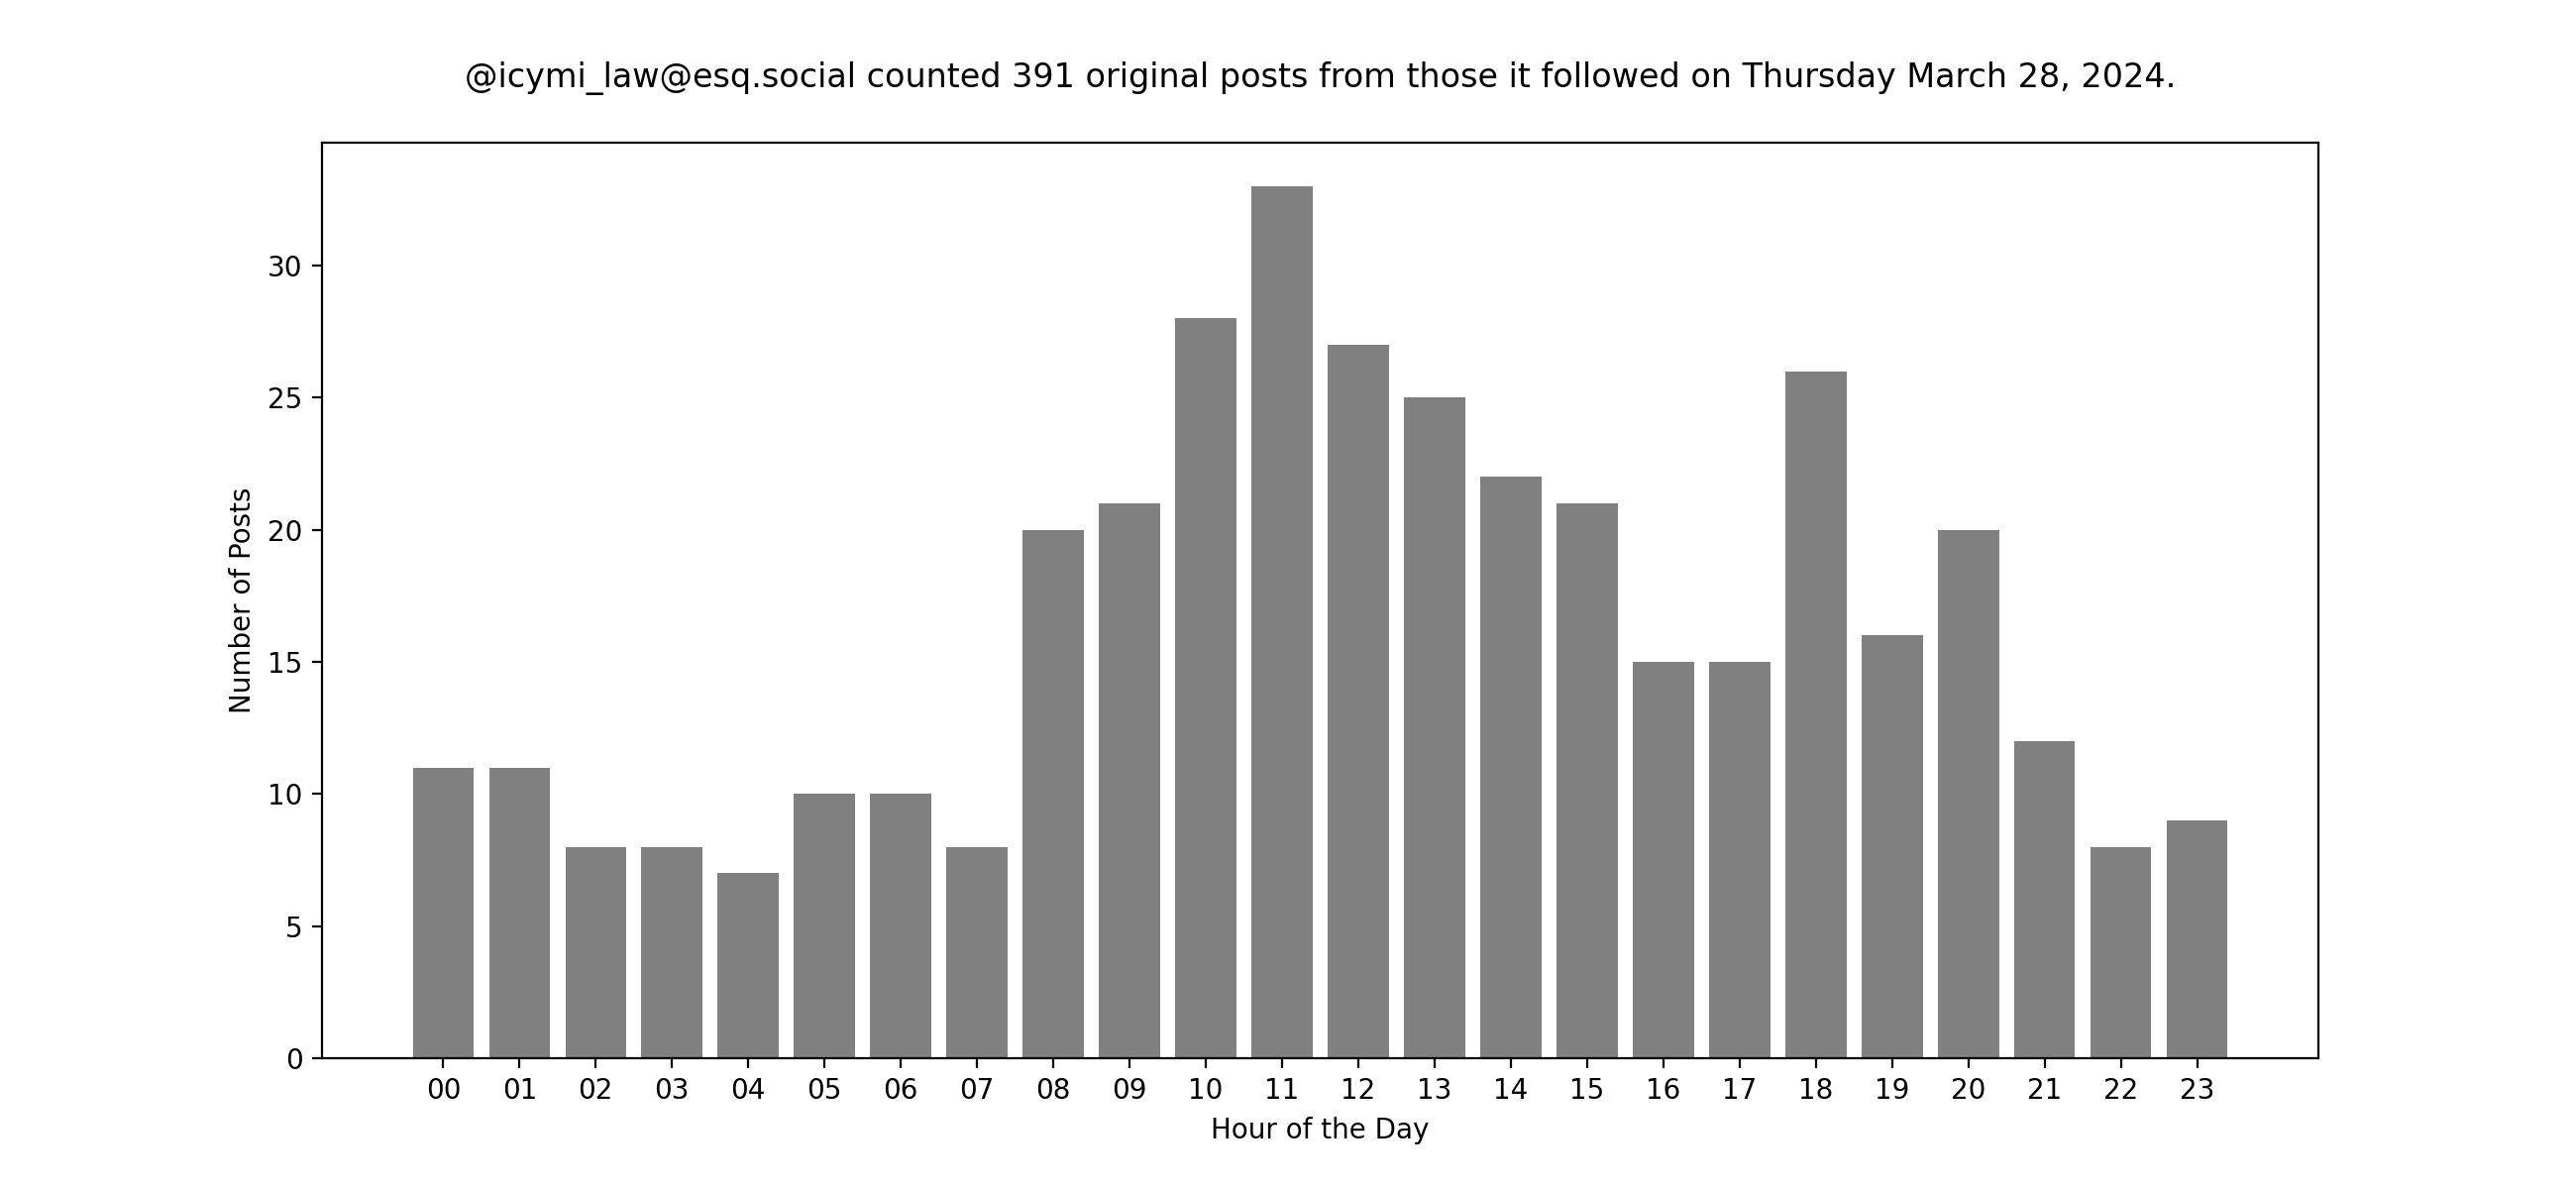 @icymi_law@esq.social counted 391 original posts from those it followed on Thursday March 28, 2024.
30
25
20
15
10
5
0
Number of Posts
00 01 02 03 04 05 06 07 08 09 10 11 12 13 14 15 16 17 18 19 20 21 22 23
Hour of the Day